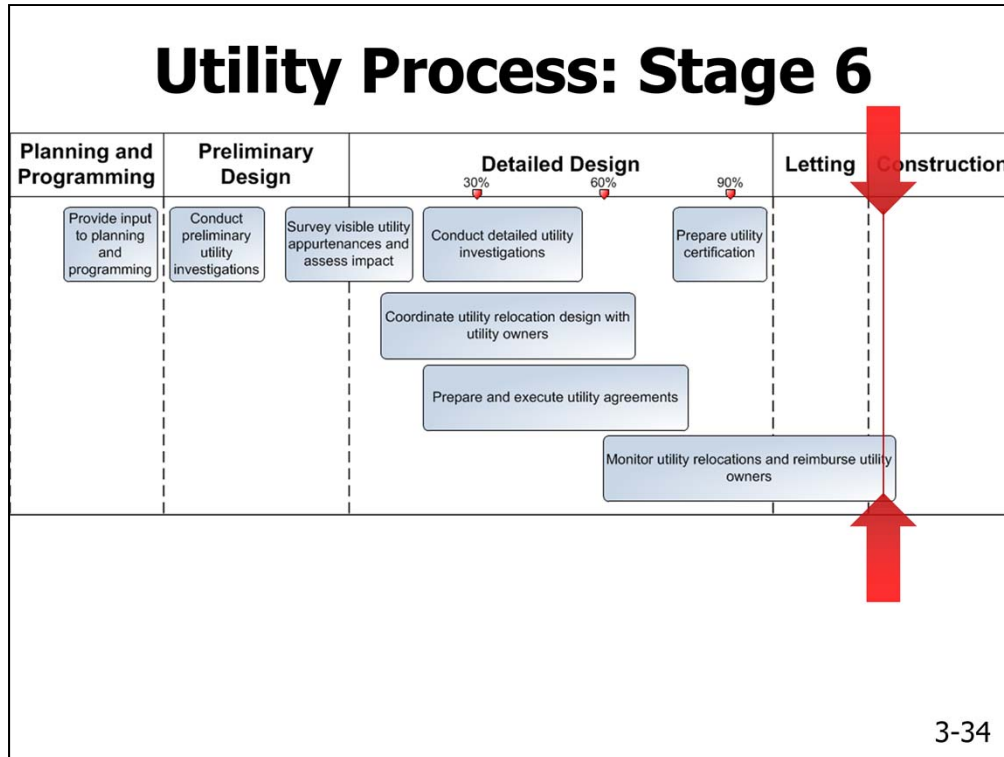 Utility Process: Stage 6
Planning and
Programming
Preliminary
Design
Detailed Design
30%
60%
90%
Letting
Construction
Provide input
to planning
and
programming
Conduct
preliminary
utility
investigations
Survey visible utility
appurtenances and
assess impact
Conduct detailed utility
investigations
Prepare utility
certification
Coordinate utility relocation design with
utility owners
Prepare and execute utility agreements
Monitor utility relocations and reimburse utility
owners
3-34